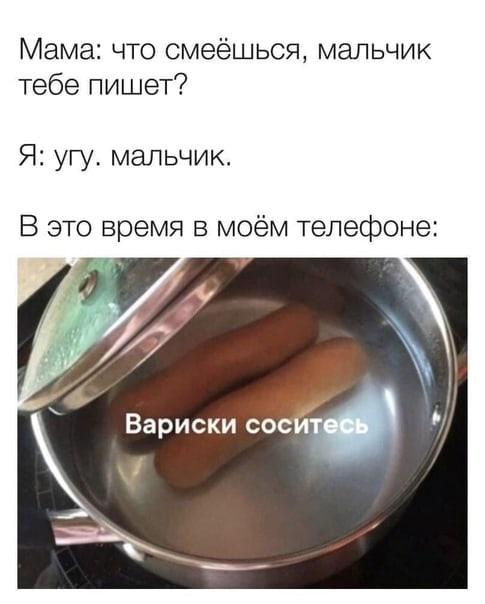 Мама: что смеёшься, мальчик
тебе пишет?
Я: угу. мальчик.
В это время в моём телефоне:
Вариски соситесь